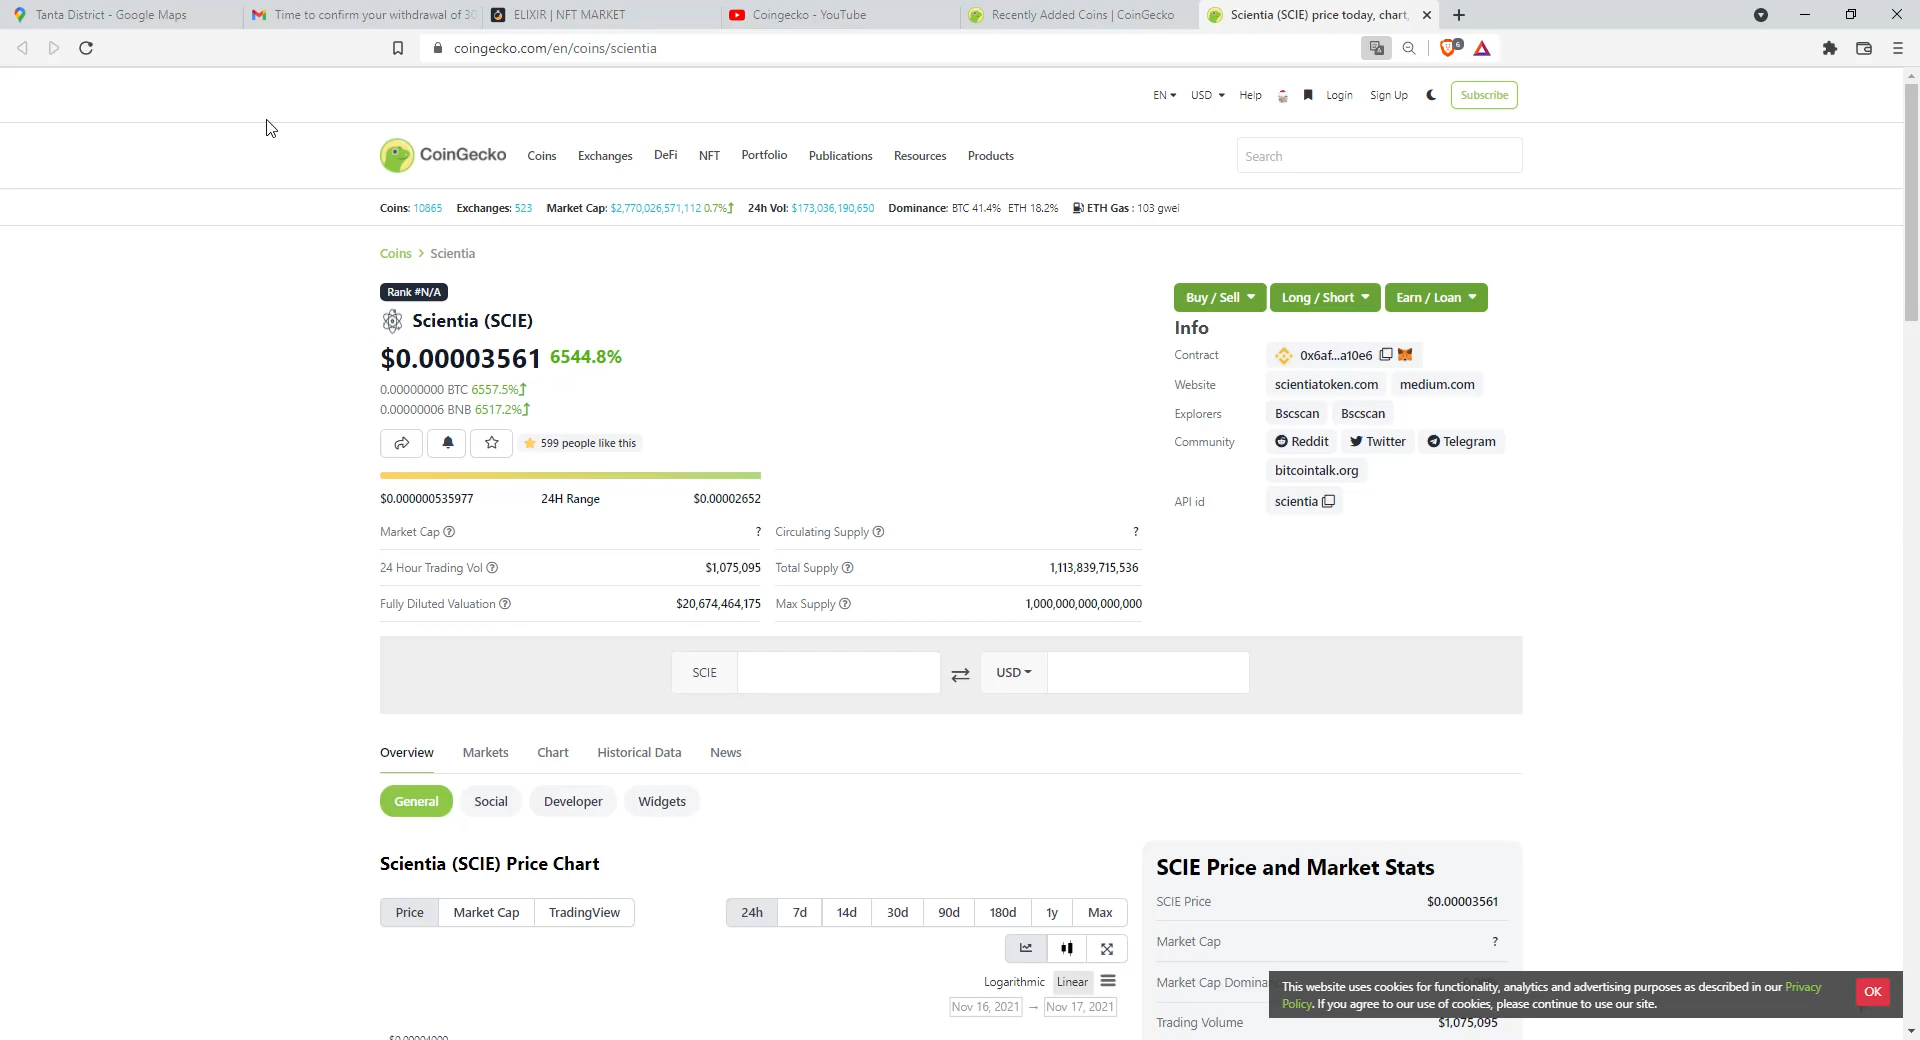 Tanta District - Google Maps
Time to confirm your withdrawal of 30
ELIXIR | NFT MARKET
Coingecko - YouTube
Recently Added Coins | CoinGecko
Scientia (SCIE) price today, chart,
coingecko.com/en/coins/scientia
6
EN USD Help Login Sign Up Subscribe
CoinGecko Coins Exchanges DeFi NFT Portfolio Publications Resources Products Search
Coins: 10865 Exchanges: 523 Market Cap: $2,770,026,571,112 0.7% 24h Vol: $173,036,190,650 Dominance: BTC 41.4% ETH 18.2% ETH Gas : 103 gwei
Coins > Scientia
Rank #N/A
Scientia (SCIE)
$0.00003561 6544.8%
0.00000000 BTC 6557.5%
0.00000006 BNB 6517.2%
599 people like this
$0.000000535977 24H Range $0.00002652
Market Cap ? ?
Circulating Supply ? ?
24 Hour Trading Vol ? $1,075,095
Total Supply ? 1,113,839,715,536
Fully Diluted Valuation ? $20,674,464,175
Max Supply ? 1,000,000,000,000,000
Buy / Sell Long / Short Earn / Loan
Info
Contract 0x6af...a10e6
Website scientiatoken.com medium.com
Explorers Bscscan Bscscan
Community Reddit Twitter Telegram
bitcointalk.org
API id scientia
SCIE USD
Overview Markets Chart Historical Data News
General Social Developer Widgets
Scientia (SCIE) Price Chart
Price Market Cap TradingView
24h 7d 14d 30d 90d 180d 1y Max
Logarithmic Linear
Nov 16, 2021 → Nov 17, 2021
$0.00004000
SCIE Price and Market Stats
SCIE Price $0.00003561
Market Cap ?
Market Cap Domina
Trading Volume $1,075,095
This website uses cookies for functionality, analytics and advertising purposes as described in our Privacy
Policy. If you agree to our use of cookies, please continue to use our site.
OK